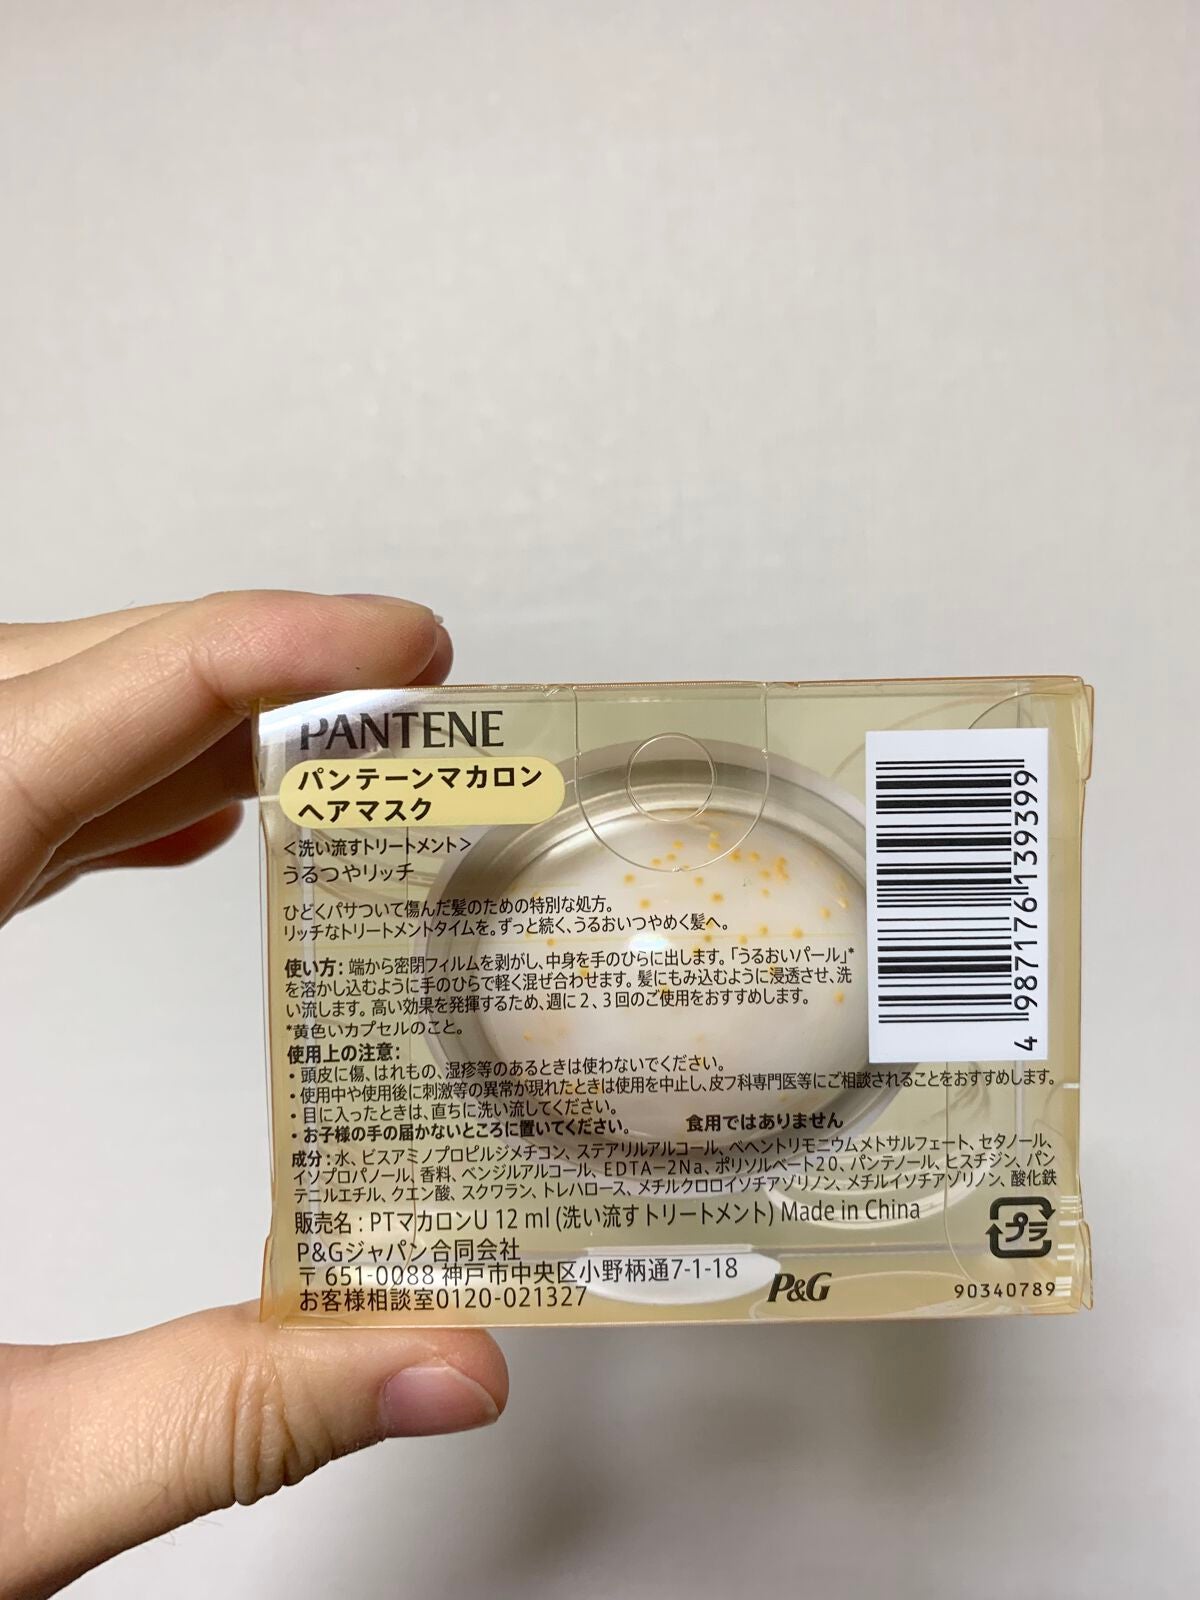 PANTENE
パンテーンマカロン
ヘアマスク
＜洗い流すトリートメント＞
うるつやリッチ
ひどくパサついて傷んだ髪のための特別な処方。
リッチなトリートメントタイムを。ずっと続く、うるおいつやめく髪へ。
使い方：端から密閉フィルムを剥がし、中身を手のひらに出します。「うるおいパール」*
を溶かし込むように手のひらで軽く混ぜ合わせます。髪にもみ込むように浸透させ、洗
い流します。高い効果を発揮するため、週に２、３回のご使用をおすすめします。
*黄色いカプセルのこと。
使用上の注意：
・頭皮に傷、はれもの、湿疹等のあるときは使わないでください。
・使用中や使用後に刺激等の異常が現れたときは使用を中止し、皮フ科専門医等にご相談されることをおすすめします。
・目に入ったときは、直ちに洗い流してください。
・お子様の手の届かないところに置いてください。 食用ではありません
成分：水、ビスアミノプロピルジメチコン、ステアリルアルコール、ベヘントリモニウムメトサルフェート、セタノール、
イソプロパノール、香料、ベンジルアルコール、EDTA－2Na、ポリソルベート20、パンテノール、ヒスチジン、パン
テニルエチル、クエン酸、スクワラン、トレハロース、メチルクロロイソチアゾリノン、メチルイソチアゾリノン、酸化鉄
販売名：PTマカロンU 12 ml (洗い流すトリートメント) Made in China
P&Gジャパン合同会社
〒651-0088 神戸市中央区小野柄通7-1-18
お客様相談室0120-021327
P&G
プラ
90340789
4 987176 139399